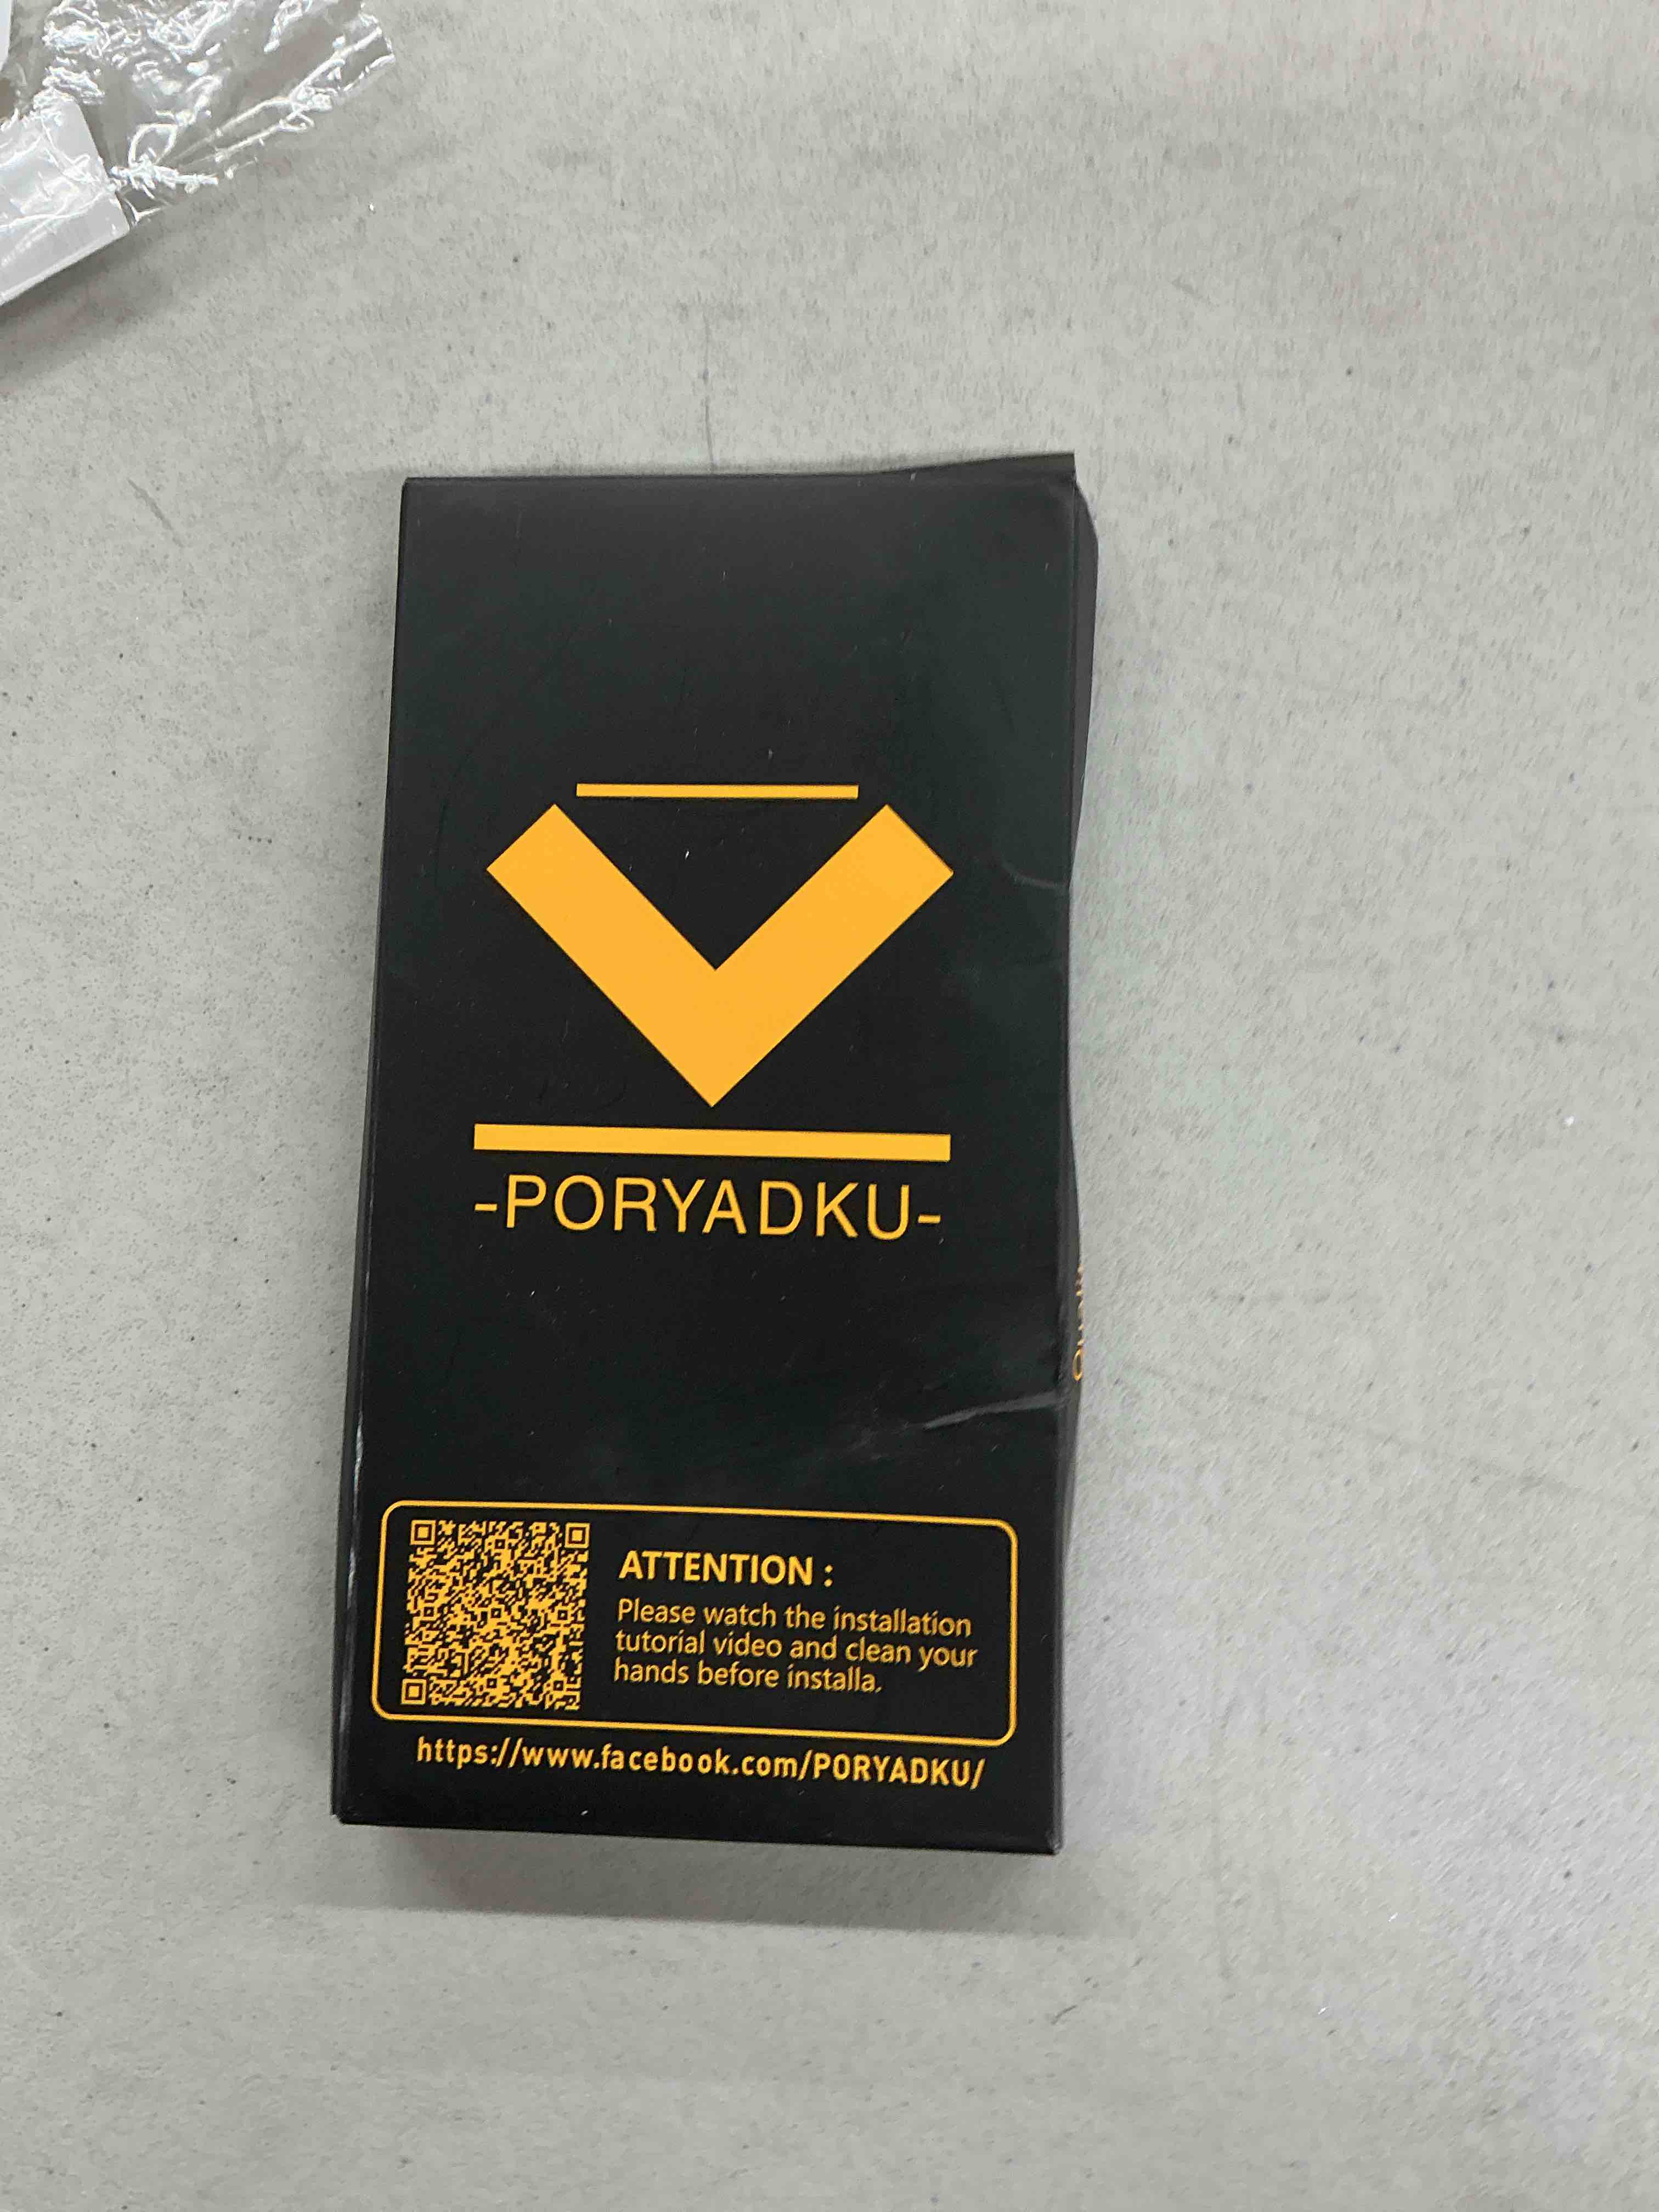 -PORYADKU-
ATTENTION :
Please watch the installation
tutorial video and clean your
hands before installa.
https://www.facebook.com/PORYADKU/